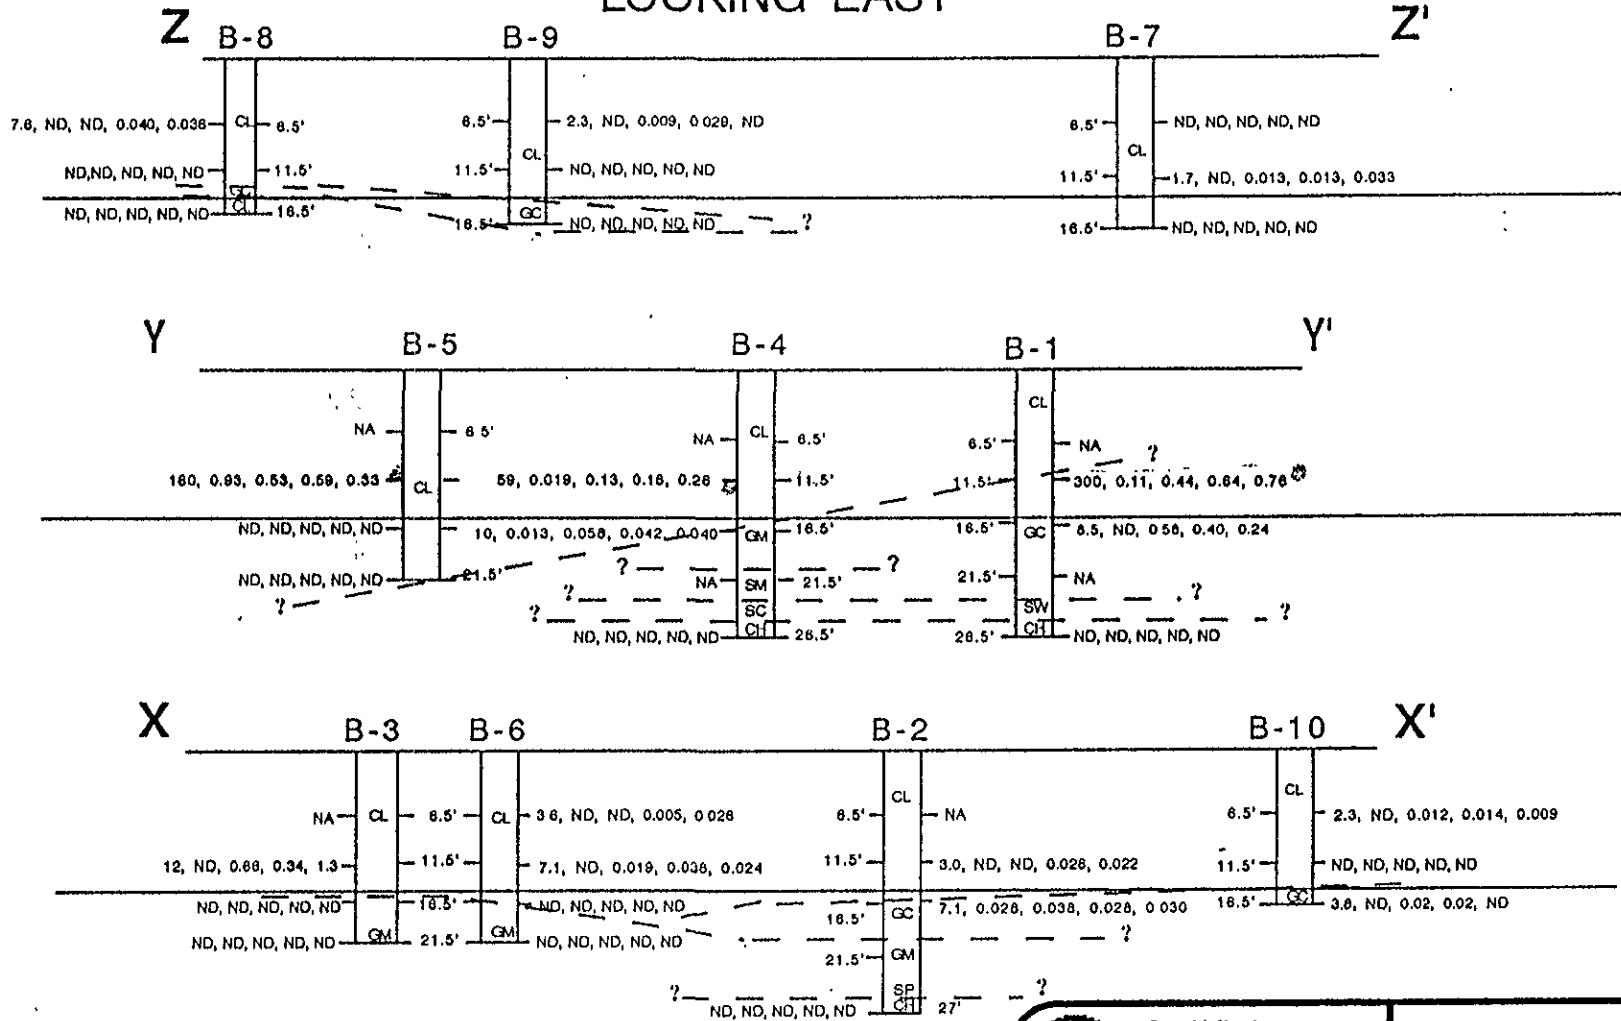 LOOKING EAST
Z B-8 B-9 B-7 Z'
7.6, ND, ND, 0.040, 0.036 CL 6.5' 6.5' 2.3, ND, 0.009, 0.029, ND 6.5' ND, ND, ND, ND, ND
CL CL
ND,ND, ND, ND, ND 11.5' 11.5' ND, ND, ND, ND, ND 11.5' 1.7, ND, 0.013, 0.013, 0.033
CL GC
ND, ND, ND, ND, ND 16.5' 16.5' ND, ND, ND, ND, ND ? 16.5' ND, ND, ND, ND, ND
Y B-5 B-4 B-1 Y'
CL
NA 6.5' NA CL 6.5' 6.5' NA ?
180, 0.93, 0.53, 0.59, 0.33 CL 59, 0.019, 0.13, 0.16, 0.26 11.5' 11.5' 300, 0.11, 0.44, 0.64, 0.76
ND, ND, ND, ND, ND 10, 0.013, 0.058, 0.042, 0.040 GM 16.5' 16.5' GC 6.5, ND, 0.56, 0.40, 0.24
? ?
ND, ND, ND, ND, ND 21.5' NA SM 21.5' 21.5' NA
? ? ?
? SC SW ?
CH CH
ND, ND, ND, ND, ND 26.5' 26.5' ND, ND, ND, ND, ND
X B-3 B-6 B-2 B-10 X'
CL CL
NA CL 6.5' CL 3.6, ND, ND, 0.005, 0.026 6.5' NA 6.5' 2.3, ND, 0.012, 0.014, 0.009
12, ND, 0.66, 0.34, 1.3 11.5' 7.1, ND, 0.019, 0.038, 0.024 11.5' 3.0, ND, ND, 0.026, 0.022 11.5' ND, ND, ND, ND, ND
ND, ND, ND, ND, ND 16.5' ND, ND, ND, ND, ND 16.5' GC 7.1, 0.026, 0.038, 0.026, 0.030 16.5' GC 3.6, ND, 0.02, 0.02, ND
ND, ND, ND, ND, ND GM 21.5' GM ND, ND, ND, ND, ND ?
21.5' GM
? SP ?
ND, ND, ND, ND, ND CH 27'